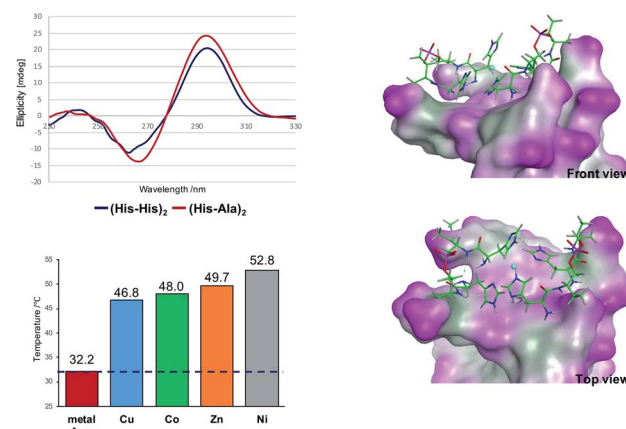 Ellipticity [mdeg]
30
25
20
15
10
5
0
-5
-10
-15
-20
230
250
270
290
310
330
Wavelength /nm
(His-His)₂ (His-Ala)₂
Front view
Temperature /°C
55
50
45
40
35
30
25
32.2
46.8
48.0
49.7
52.8
metal
Cu
Co
Zn
Ni
Top view